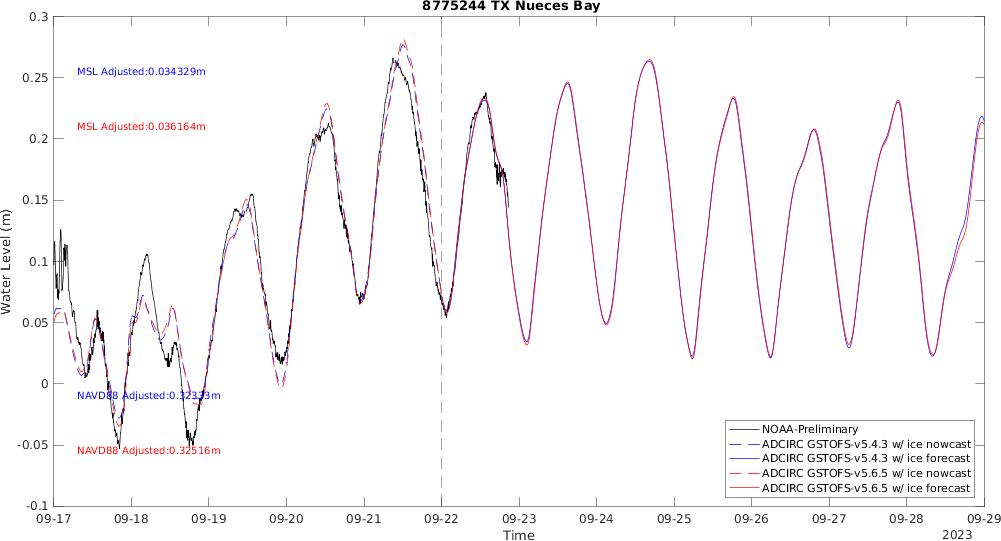 8775244 TX Nueces Bay
0.3
0.25
0.2
0.15
0.1
0.05
0
-0.05
-0.1
Water Level (m)
MSL Adjusted:0.034329m
MSL Adjusted:0.036164m
NAVD88 Adjusted:0.32333m
NAVD88 Adjusted:0.32516m
NOAA-Preliminary
ADCIRC GSTOFS-v5.4.3 w/ ice nowcast
ADCIRC GSTOFS-v5.4.3 w/ ice forecast
ADCIRC GSTOFS-v5.6.5 w/ ice nowcast
ADCIRC GSTOFS-v5.6.5 w/ ice forecast
09-17 09-18 09-19 09-20 09-21 09-22 09-23 09-24 09-25 09-26 09-27 09-28 09-29
Time
2023